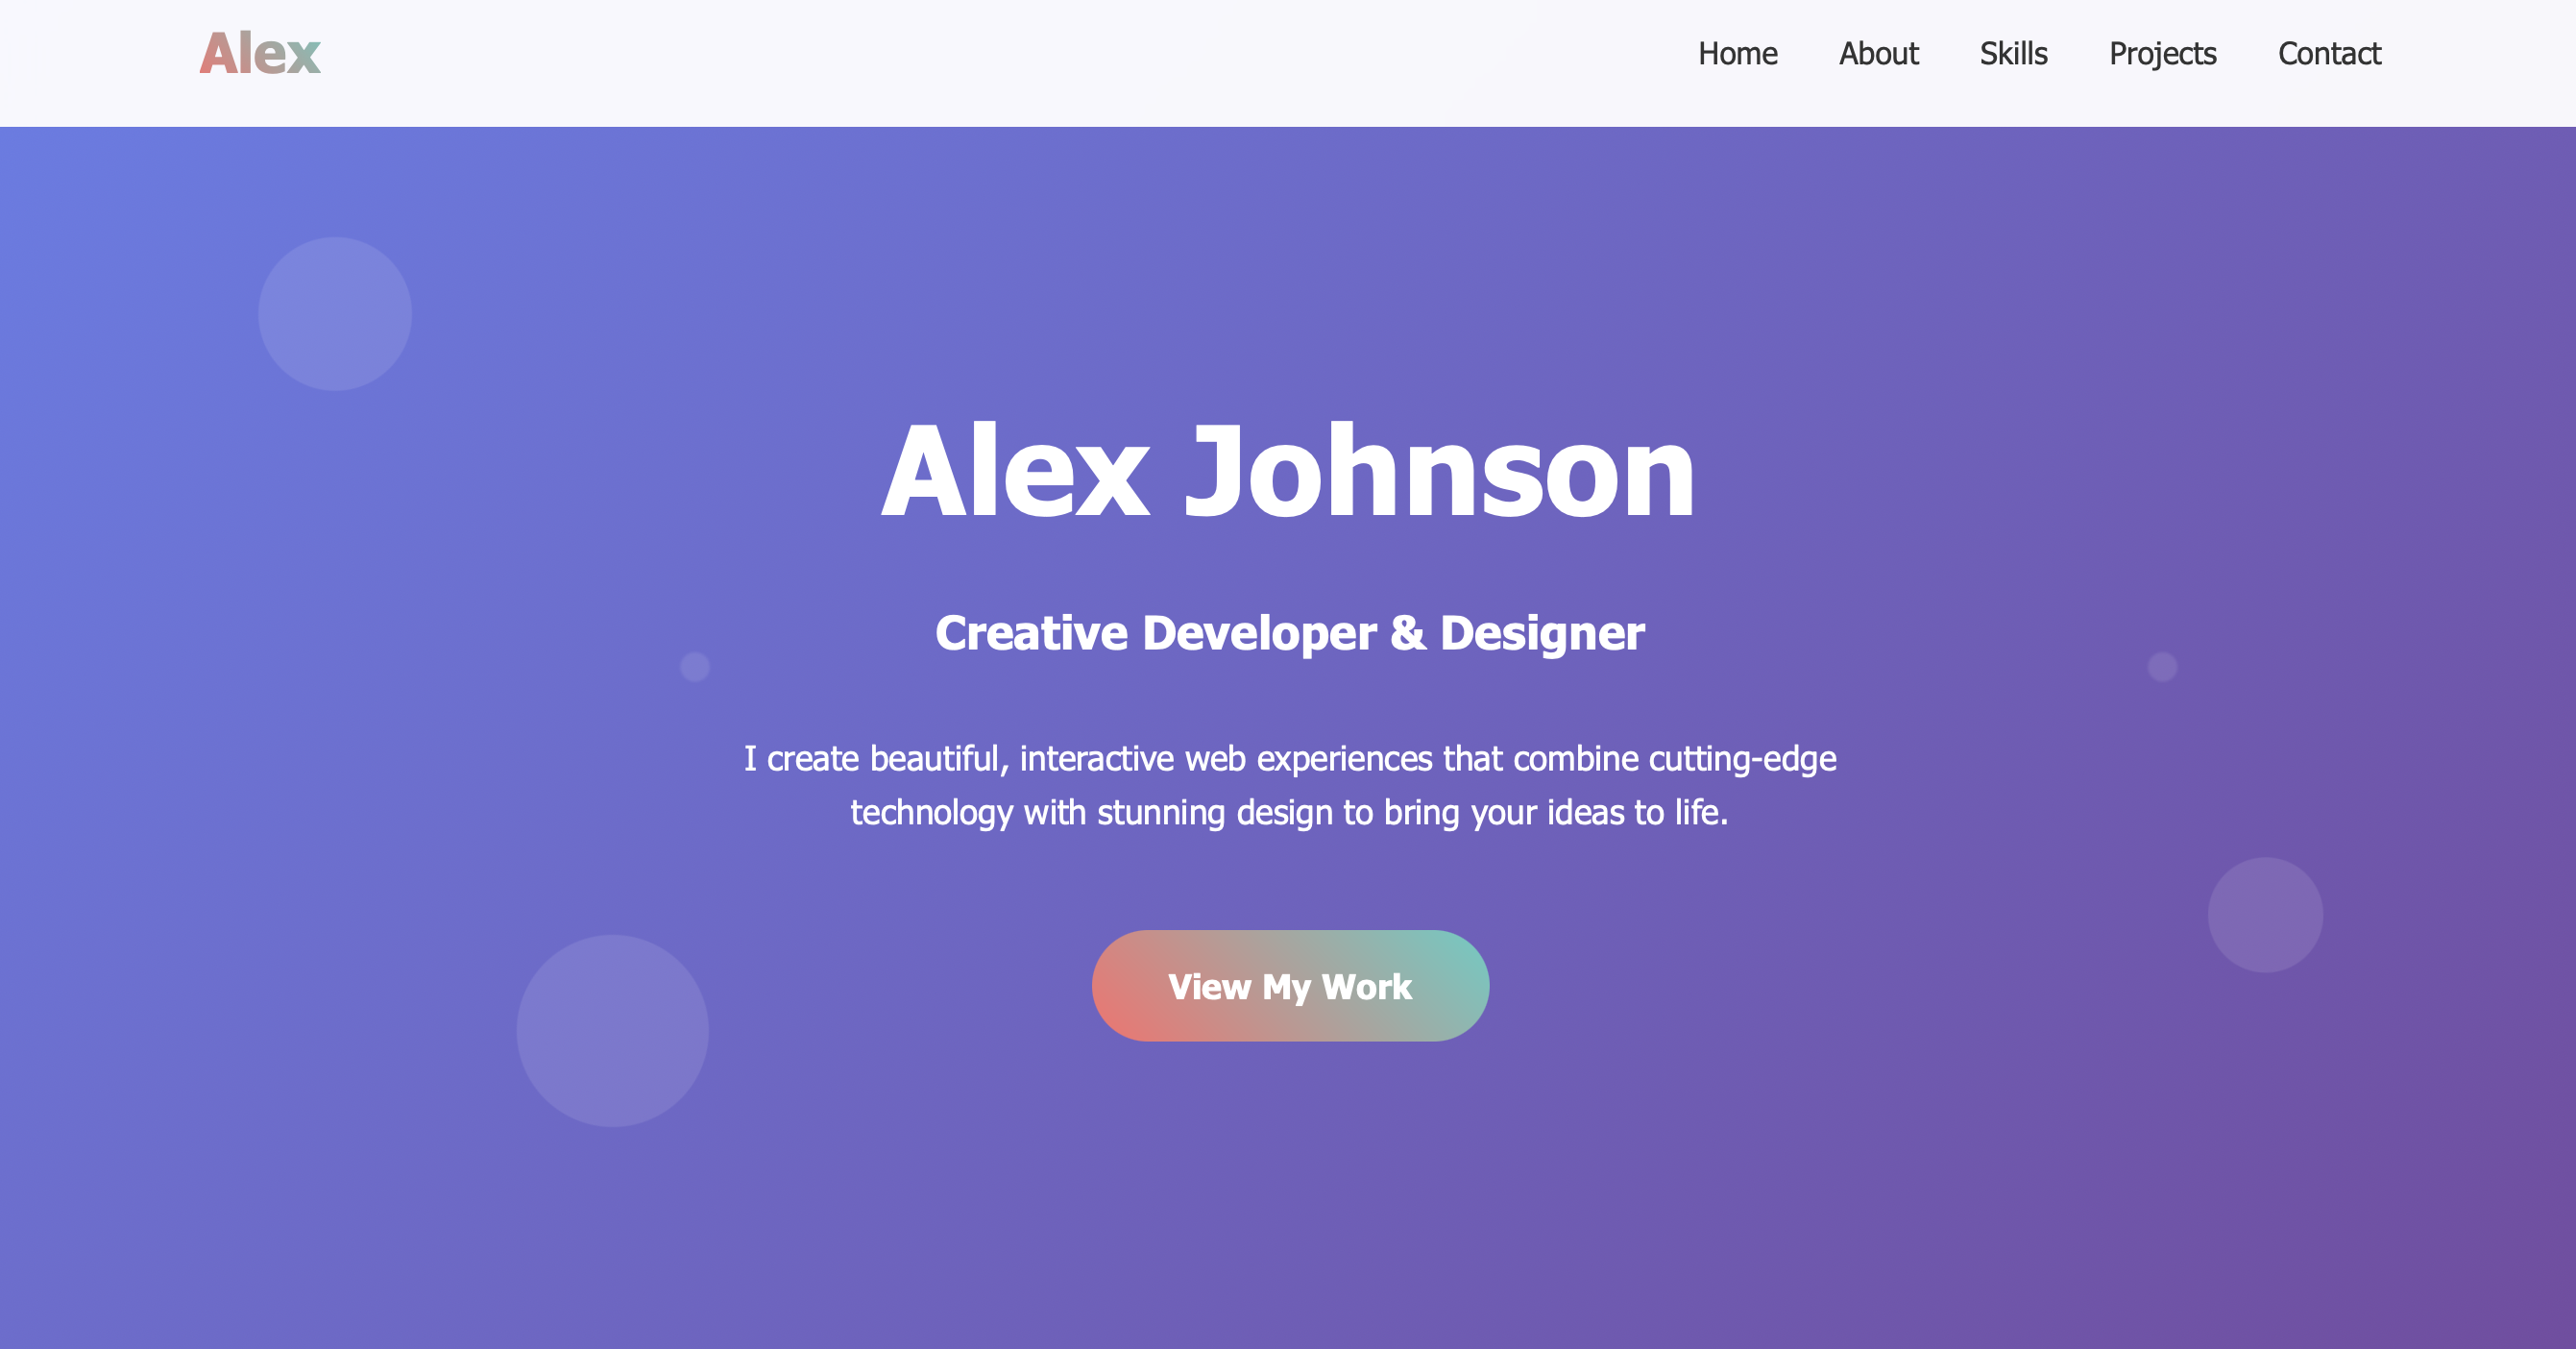 Alex
Home About Skills Projects Contact
Alex Johnson
Creative Developer & Designer
I create beautiful, interactive web experiences that combine cutting-edge
technology with stunning design to bring your ideas to life.
View My Work